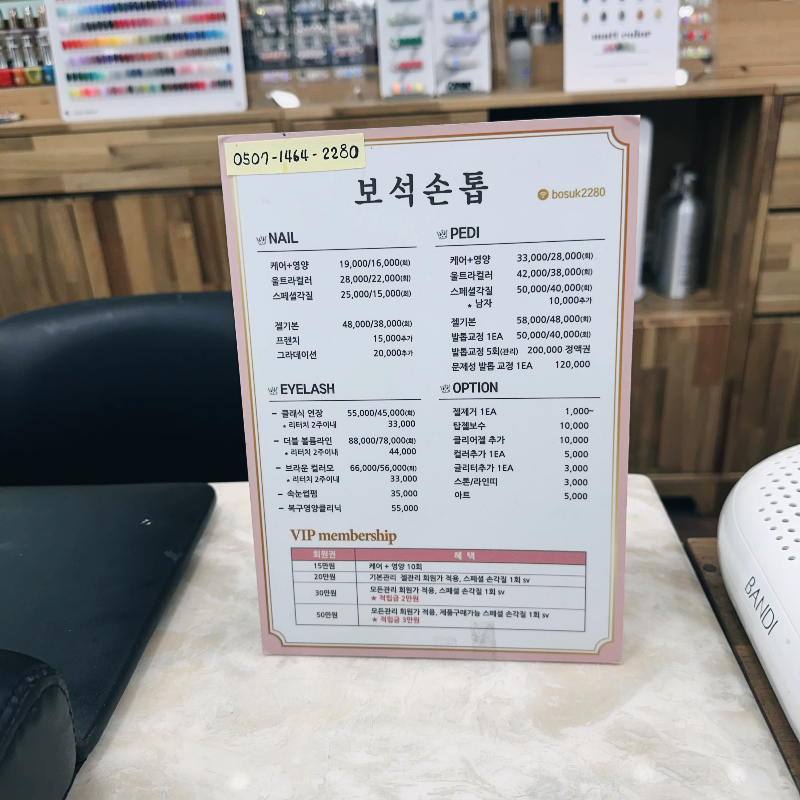 matt color
0507-1464-2280
보석손톱
bosuk2280
NAIL
케어+영양 19,000/16,000(회)
울트라컬러 28,000/22,000(회)
스페셜각질 25,000/15,000(회)
젤기본 48,000/38,000(회)
프랜치 15,000추가
그라데이션 20,000추가
PEDI
케어+영양 33,000/28,000(회)
울트라컬러 42,000/38,000(회)
스페셜각질 50,000/40,000(회)
★ 남자 10,000추가
젤기본 58,000/48,000(회)
발톱교정 1EA 50,000/40,000(회)
발톱교정 5회(관리) 200,000 정액권
문제성 발톱 교정 1EA 120,000
EYELASH
- 클래식 연장 55,000/45,000(회)
★ 리터치 2주이내 33,000
- 더블 볼륨라인 88,000/78,000(회)
★ 리터치 2주이내 44,000
- 브라운 컬러모 66,000/56,000(회)
★ 리터치 2주이내 33,000
- 속눈썹펌 35,000
- 복구영양클리닉 55,000
OPTION
젤제거 1EA 1,000~
탑젤보수 10,000
클리어젤 추가 10,000
컬러추가 1EA 5,000
글리터추가 1EA 3,000
스톤/라인띠 3,000
아트 5,000
VIP membership
회원권 혜택
15만원 케어 + 영양 10회
20만원 기본관리 젤관리 회원가 적용, 스페셜 손각질 1회 sv
30만원 모든관리 회원가 적용, 스페셜 손각질 1회 sv
★ 적립금 2만원
50만원 모든관리 회원가 적용, 제품구매가능 스페셜 손각질 1회 sv
★ 적립금 3만원
BANDI